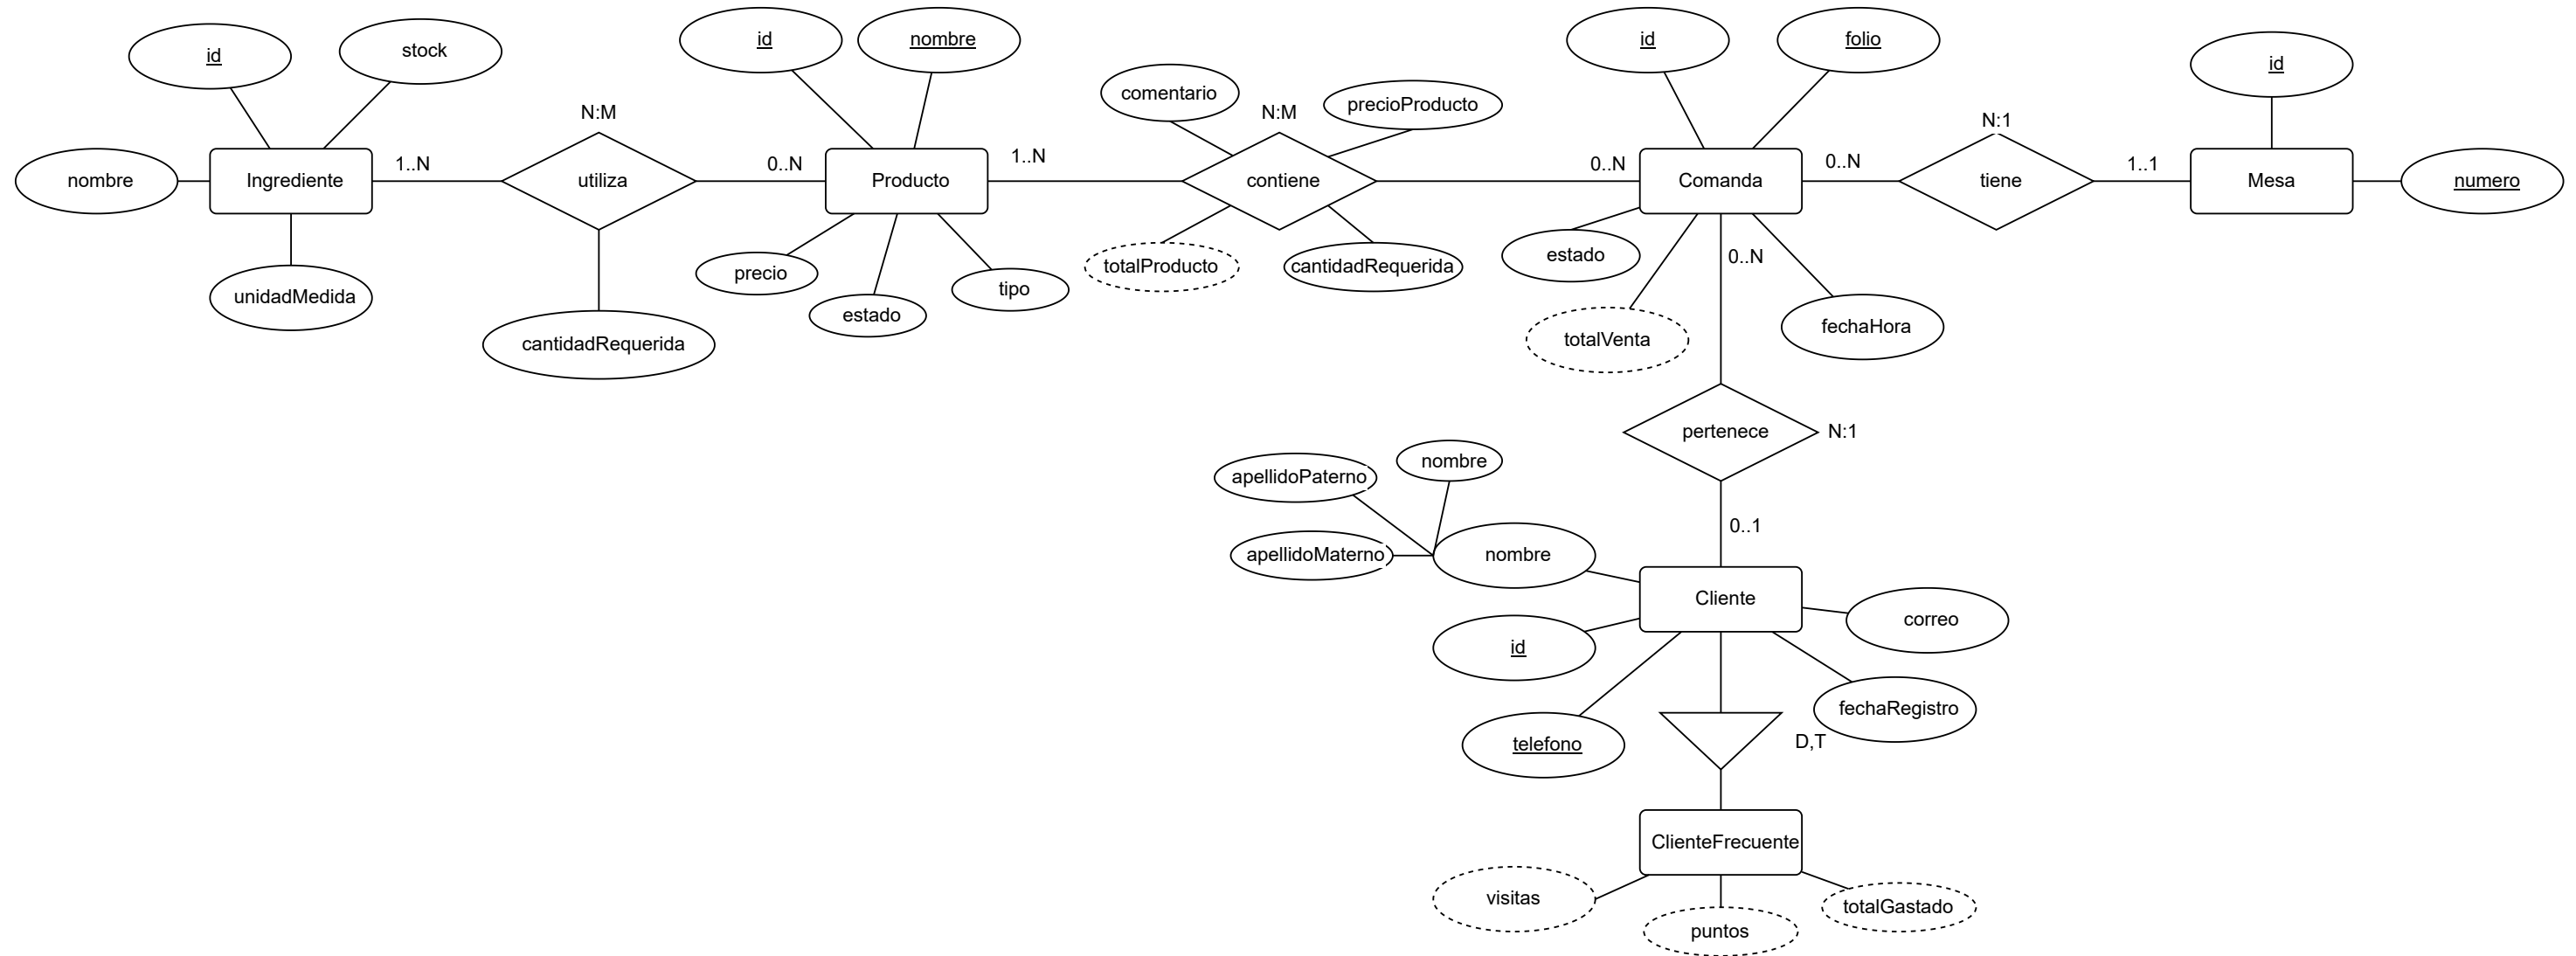 id
stock
nombre
Ingrediente
unidadMedida
1..N
N:M
utiliza
cantidadRequerida
0..N
id
nombre
Producto
precio
estado
tipo
1..N
comentario
N:M
precioProducto
contiene
totalProducto
cantidadRequerida
0..N
id
folio
Comanda
estado
totalVenta
0..N
fechaHora
0..N
N:1
tiene
1..1
id
Mesa
numero
pertenece
N:1
0..1
apellidoPaterno
nombre
apellidoMaterno
nombre
Cliente
id
correo
telefono
fechaRegistro
D,T
ClienteFrecuente
visitas
puntos
totalGastado